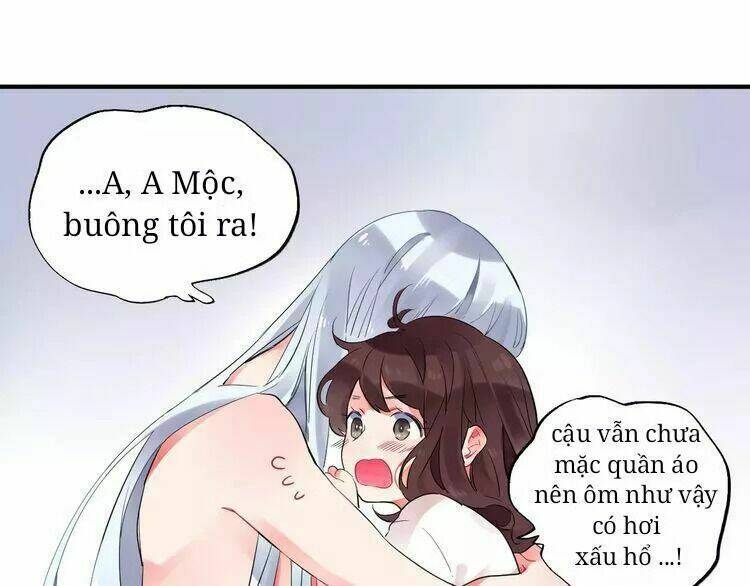 ...A, A Mộc,
buông tôi ra!
cậu vẫn chưa
mặc quần áo
nên ôm như vậy
có hơi
xấu hổ ...!